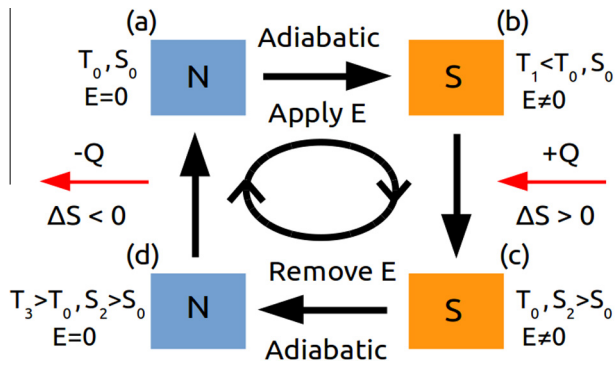 (a)
Adiabatic
(b)
T₀, S₀
E=0
N
S
T₁<T₀, S₀
E≠0
Apply E
-Q
ΔS < 0
+Q
ΔS > 0
(d)
(c)
Remove E
T₃>T₀, S₂>S₀
E=0
N
S
T₀, S₂>S₀
E≠0
Adiabatic